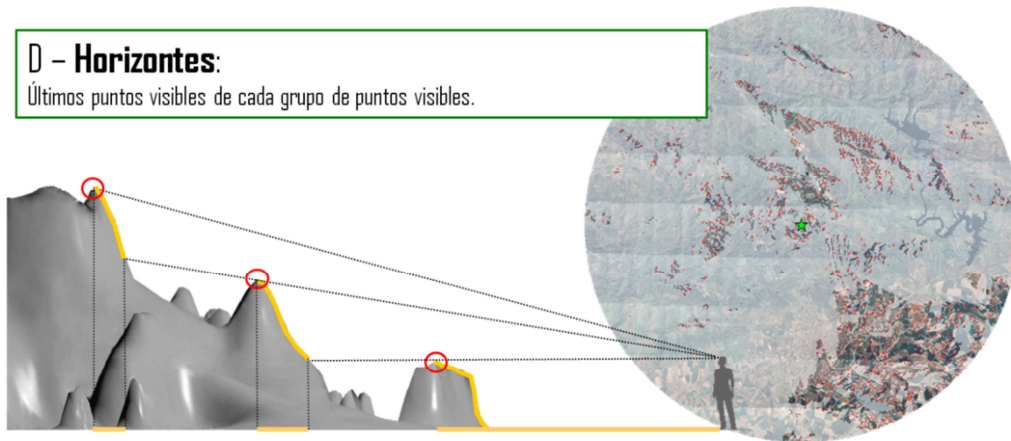 D – Horizontes:
Últimos puntos visibles de cada grupo de puntos visibles.